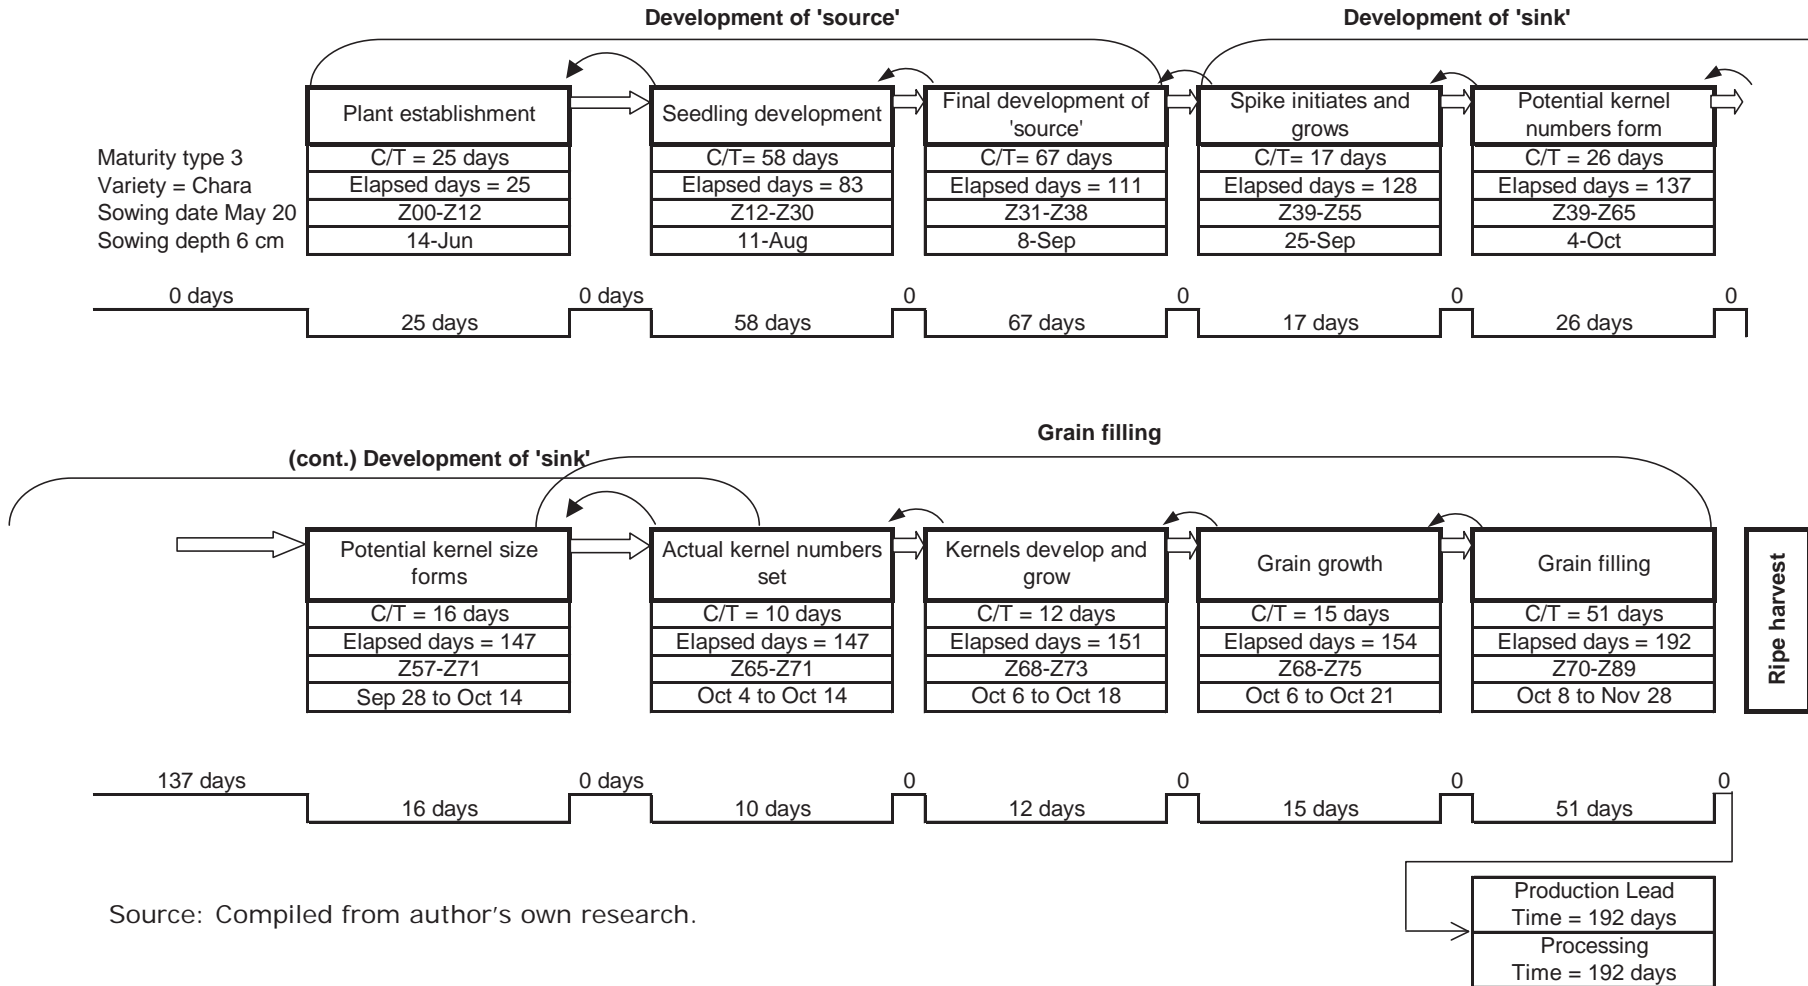 Development of 'source'
Development of 'sink'
Plant establishment
Seedling development
Final development of
'source'
Spike initiates and
grows
Potential kernel
numbers form
Maturity type 3
Variety = Chara
Sowing date May 20
Sowing depth 6 cm
C/T = 25 days
Elapsed days = 25
Z00-Z12
14-Jun
C/T= 58 days
Elapsed days = 83
Z12-Z30
11-Aug
C/T= 67 days
Elapsed days = 111
Z31-Z38
8-Sep
C/T= 17 days
Elapsed days = 128
Z39-Z55
25-Sep
C/T = 26 days
Elapsed days = 137
Z39-Z65
4-Oct
0 days
25 days
0 days
58 days
0
67 days
0
17 days
0
26 days
0
Grain filling
(cont.) Development of 'sink'
Potential kernel size
forms
C/T = 16 days
Elapsed days = 147
Z57-Z71
Sep 28 to Oct 14
Actual kernel numbers
set
C/T = 10 days
Elapsed days = 147
Z65-Z71
Oct 4 to Oct 14
Kernels develop and
grow
C/T = 12 days
Elapsed days = 151
Z68-Z73
Oct 6 to Oct 18
Grain growth
C/T = 15 days
Elapsed days = 154
Z68-Z75
Oct 6 to Oct 21
Grain filling
C/T = 51 days
Elapsed days = 192
Z70-Z89
Oct 8 to Nov 28
Ripe harvest
137 days
16 days
0 days
10 days
0
12 days
0
15 days
0
51 days
0
Production Lead
Time = 192 days
Processing
Time = 192 days
Source: Compiled from author's own research.